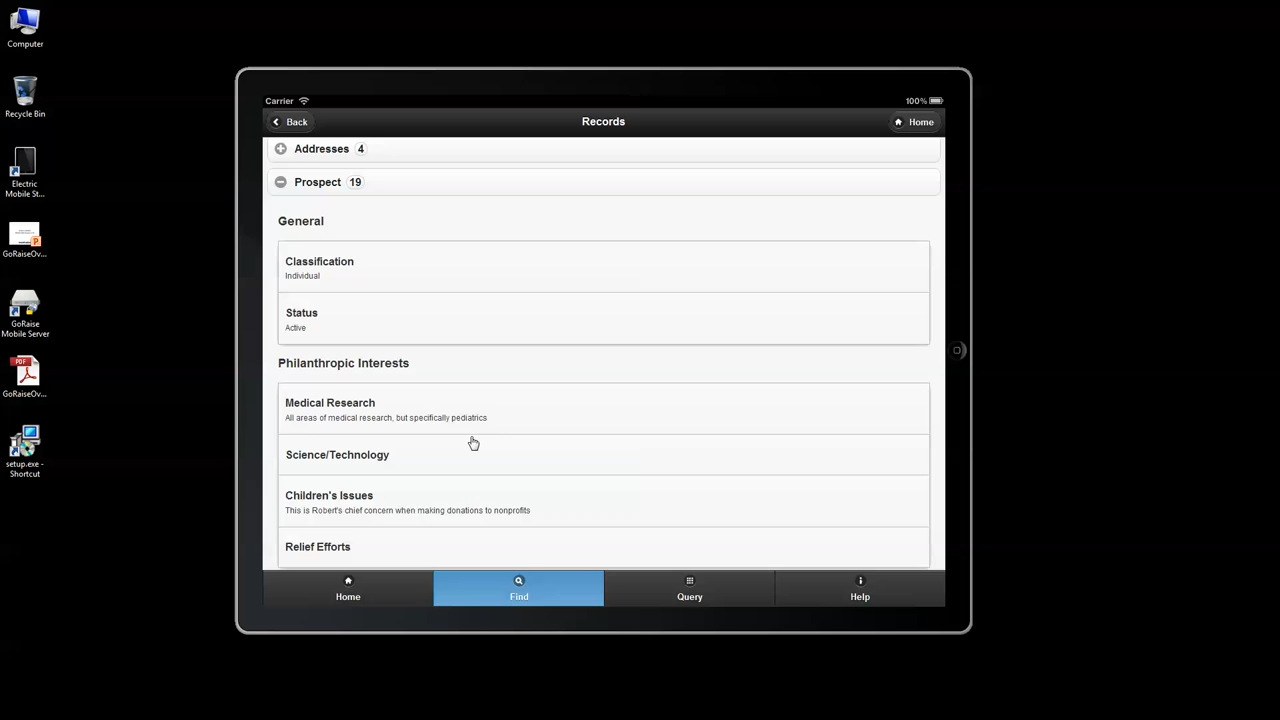 Computer
Recycle Bin
Electric
Mobile St...
GoRaiseOv...
GoRaise
Mobile Server
PDF
GoRaiseOv...
setup.exe -
Shortcut
Carrier 100%
Back Records Home
Addresses 4
Prospect 19
General
Classification
Individual
Status
Active
Philanthropic Interests
Medical Research
All areas of medical research, but specifically pediatrics
Science/Technology
Children's Issues
This is Robert's chief concern when making donations to nonprofits
Relief Efforts
Home Find Query Help